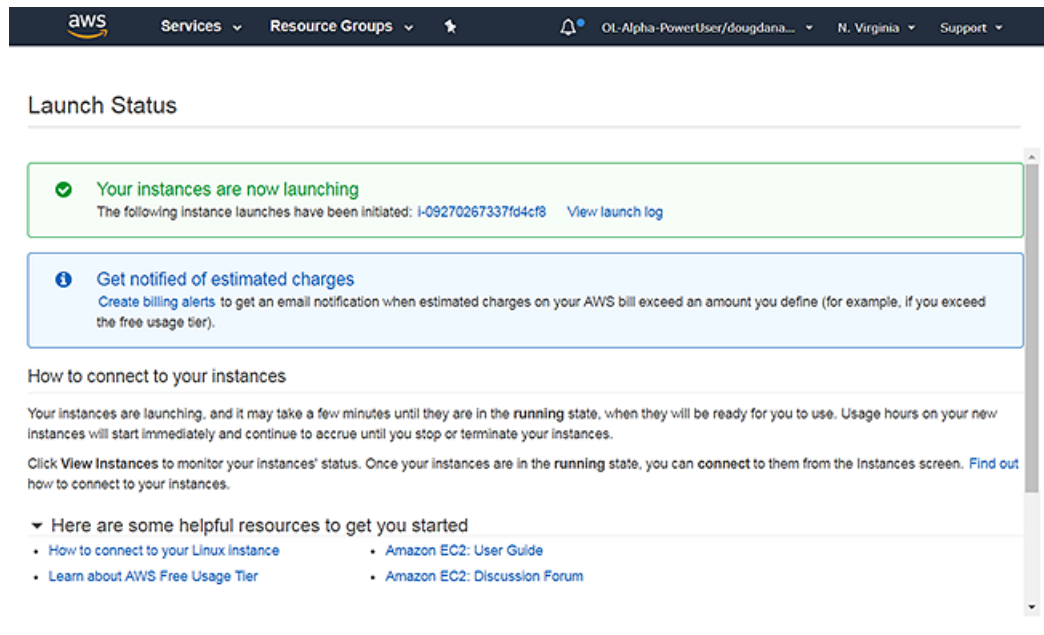 aws Services Resource Groups OL-Alpha-PowerUser/dougdana... N. Virginia Support
Launch Status
Your instances are now launching
The following instance launches have been initiated: i-09270267337fd4cf8 View launch log
Get notified of estimated charges
Create billing alerts to get an email notification when estimated charges on your AWS bill exceed an amount you define (for example, if you exceed
the free usage tier).
How to connect to your instances
Your instances are launching, and it may take a few minutes until they are in the running state, when they will be ready for you to use. Usage hours on your new
instances will start immediately and continue to accrue until you stop or terminate your instances.
Click View Instances to monitor your instances' status. Once your instances are in the running state, you can connect to them from the Instances screen. Find out
how to connect to your instances.
Here are some helpful resources to get you started
• How to connect to your Linux instance • Amazon EC2: User Guide
• Learn about AWS Free Usage Tier • Amazon EC2: Discussion Forum